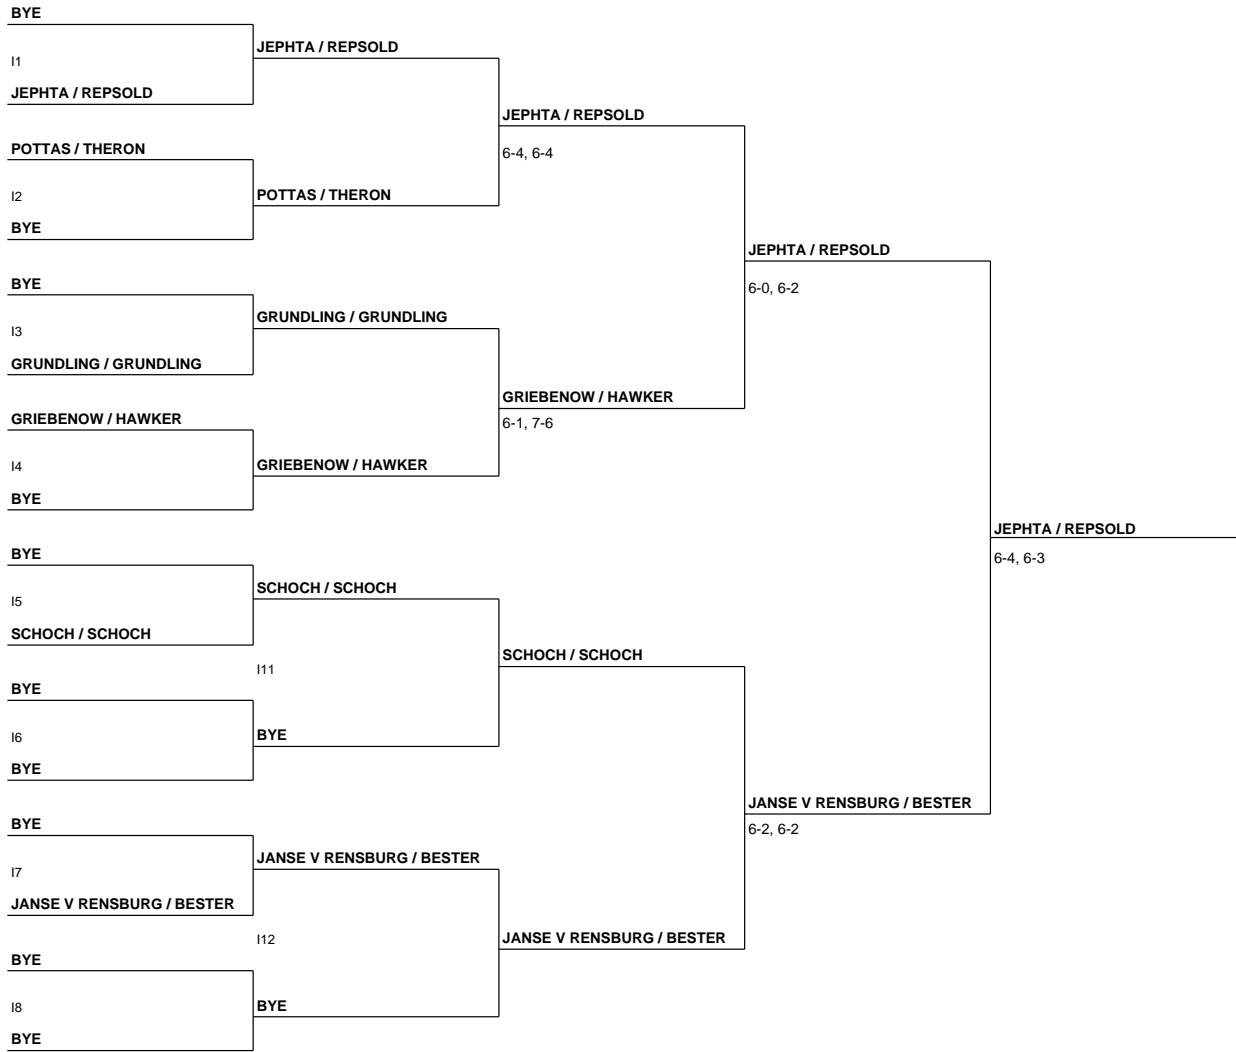 BYE
JEPHTA / REPSOLD
I1
JEPHTA / REPSOLD
JEPHTA / REPSOLD
POTTAS / THERON
6-4, 6-4
I2
POTTAS / THERON
BYE
JEPHTA / REPSOLD
BYE
6-0, 6-2
GRUNDLING / GRUNDLING
I3
GRUNDLING / GRUNDLING
GRIEBENOW / HAWKER
GRIEBENOW / HAWKER
6-1, 7-6
I4
GRIEBENOW / HAWKER
BYE
JEPHTA / REPSOLD
BYE
6-4, 6-3
SCHOCH / SCHOCH
I5
SCHOCH / SCHOCH
SCHOCH / SCHOCH
I11
BYE
I6
BYE
BYE
JANSE V RENSBURG / BESTER
BYE
6-2, 6-2
JANSE V RENSBURG / BESTER
I7
JANSE V RENSBURG / BESTER
I12
JANSE V RENSBURG / BESTER
BYE
I8
BYE
BYE